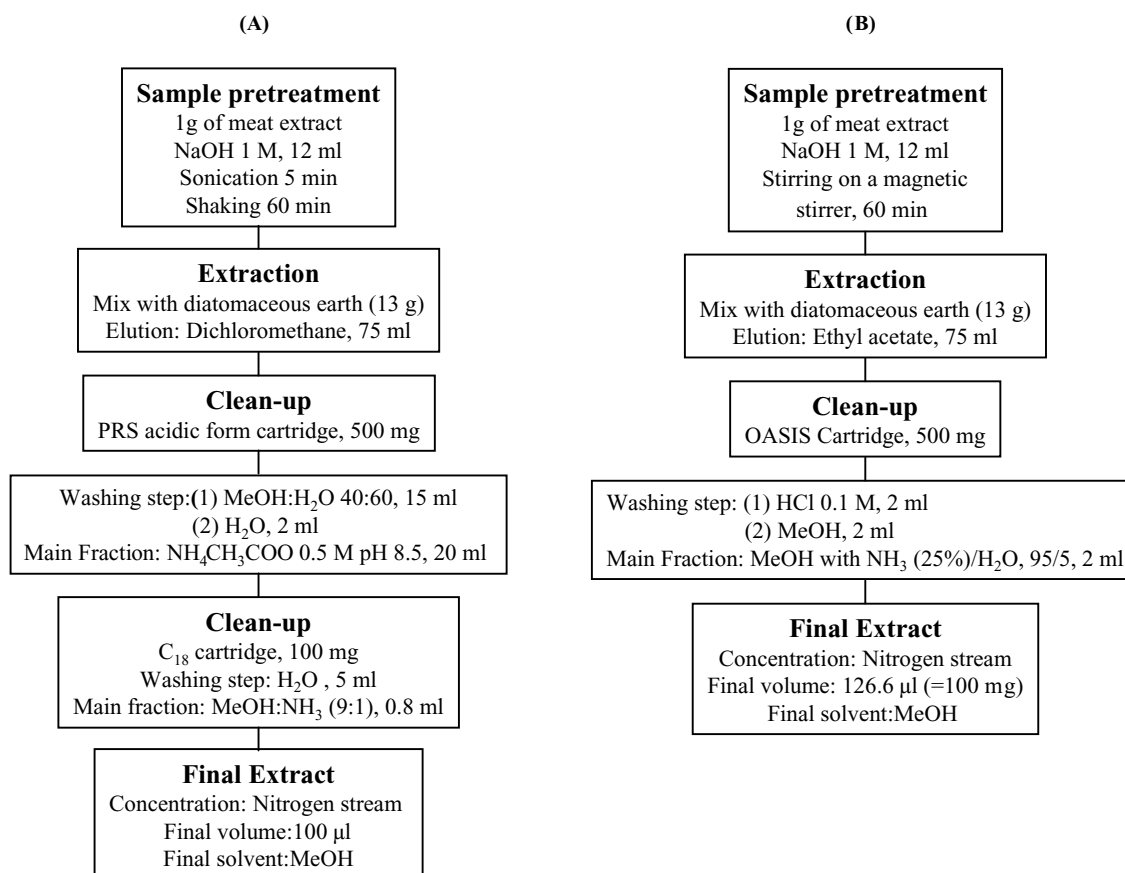 (A)
Sample pretreatment
1g of meat extract
NaOH 1 M, 12 ml
Sonication 5 min
Shaking 60 min
Extraction
Mix with diatomaceous earth (13 g)
Elution: Dichloromethane, 75 ml
Clean-up
PRS acidic form cartridge, 500 mg
Washing step:(1) MeOH:H₂O 40:60, 15 ml
(2) H₂O, 2 ml
Main Fraction: NH₄CH₃COO 0.5 M pH 8.5, 20 ml
Clean-up
C₁₈ cartridge, 100 mg
Washing step: H₂O , 5 ml
Main fraction: MeOH:NH₃ (9:1), 0.8 ml
Final Extract
Concentration: Nitrogen stream
Final volume:100 µl
Final solvent:MeOH
(B)
Sample pretreatment
1g of meat extract
NaOH 1 M, 12 ml
Stirring on a magnetic
stirrer, 60 min
Extraction
Mix with diatomaceous earth (13 g)
Elution: Ethyl acetate, 75 ml
Clean-up
OASIS Cartridge, 500 mg
Washing step: (1) HCl 0.1 M, 2 ml
(2) MeOH, 2 ml
Main Fraction: MeOH with NH₃ (25%)/H₂O, 95/5, 2 ml
Final Extract
Concentration: Nitrogen stream
Final volume: 126.6 µl (=100 mg)
Final solvent:MeOH